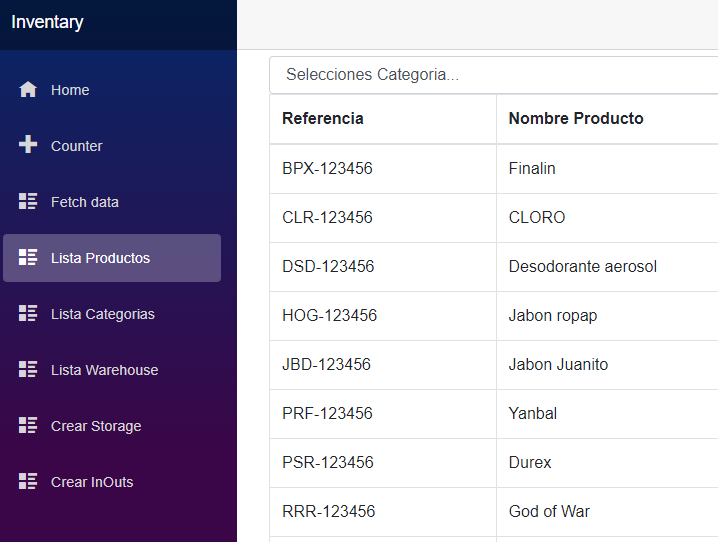 Inventary
Home
Counter
Fetch data
Lista Productos
Lista Categorias
Lista Warehouse
Crear Storage
Crear InOuts
Selecciones Categoria...
Referencia Nombre Producto
BPX-123456 Finalin
CLR-123456 CLORO
DSD-123456 Desodorante aerosol
HOG-123456 Jabon ropap
JBD-123456 Jabon Juanito
PRF-123456 Yanbal
PSR-123456 Durex
RRR-123456 God of War